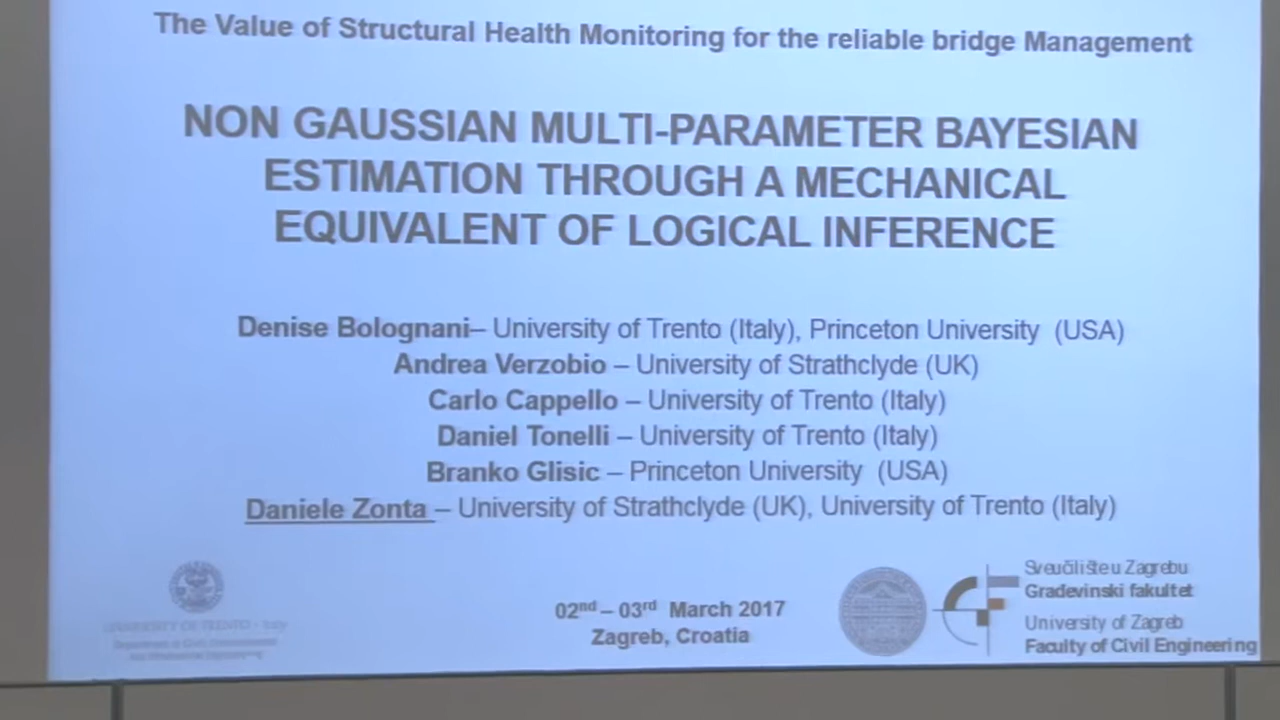 The Value of Structural Health Monitoring for the reliable bridge Management
NON GAUSSIAN MULTI-PARAMETER BAYESIAN
ESTIMATION THROUGH A MECHANICAL
EQUIVALENT OF LOGICAL INFERENCE
Denise Bolognani– University of Trento (Italy), Princeton University (USA)
Andrea Verzobio – University of Strathclyde (UK)
Carlo Cappello – University of Trento (Italy)
Daniel Tonelli – University of Trento (Italy)
Branko Glisic – Princeton University (USA)
Daniele Zonta – University of Strathclyde (UK), University of Trento (Italy)
UNIVERSITY OF TRENTO - Italy
02nd – 03rd March 2017
Zagreb, Croatia
Sveučilište u Zagrebu
Građevinski fakultet
University of Zagreb
Faculty of Civil Engineering